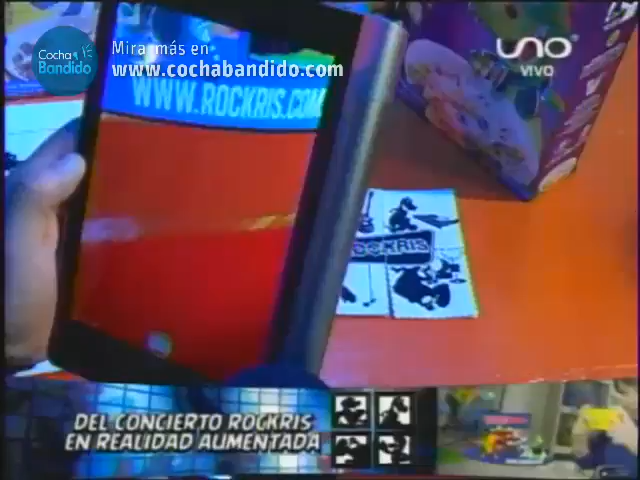 Cocha
Bandido
Mira más en
www.cochabandido.com
WWW.ROCKRIS.COM
UNO
VIVO
ROCKRIS
DEL CONCIERTO ROCKRIS
EN REALIDAD AUMENTADA